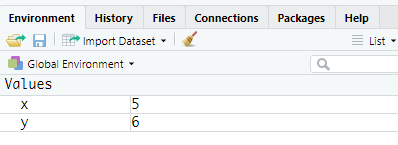 Environment History Files Connections Packages Help
Import Dataset List
Global Environment
Values
x 5
y 6